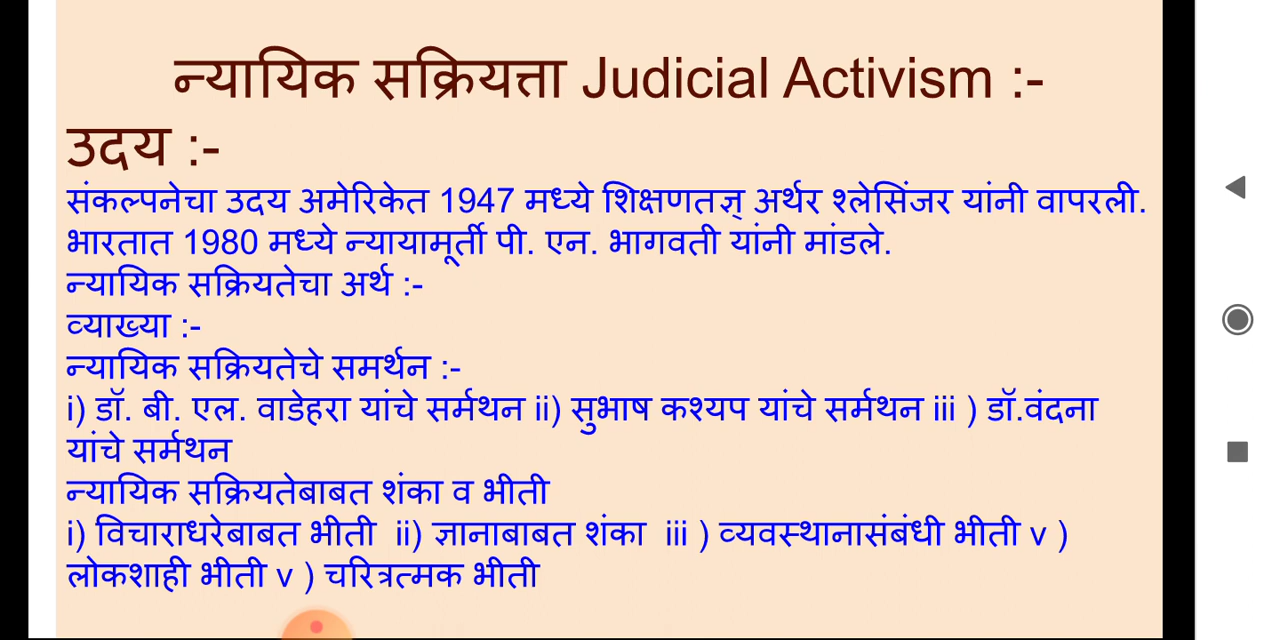 न्यायिक सक्रियत्ता Judicial Activism :-
उदय :-
संकल्पनेचा उदय अमेरिकेत 1947 मध्ये शिक्षणतज्ञ् अर्थर श्लेसिंजर यांनी वापरली.
भारतात 1980 मध्ये न्यायामूर्ती पी. एन. भागवती यांनी मांडले.
न्यायिक सक्रियतेचा अर्थ :-
व्याख्या :-
न्यायिक सक्रियतेचे समर्थन :-
i) डॉ. बी. एल. वाडेहरा यांचे सर्मथन ii) सुभाष कश्यप यांचे सर्मथन iii ) डॉ.वंदना
यांचे सर्मथन
न्यायिक सक्रियतेबाबत शंका व भीती
i) विचाराधरेबाबत भीती ii) ज्ञानाबाबत शंका iii ) व्यवस्थानासंबंधी भीती v )
लोकशाही भीती v ) चरित्रत्मक भीती